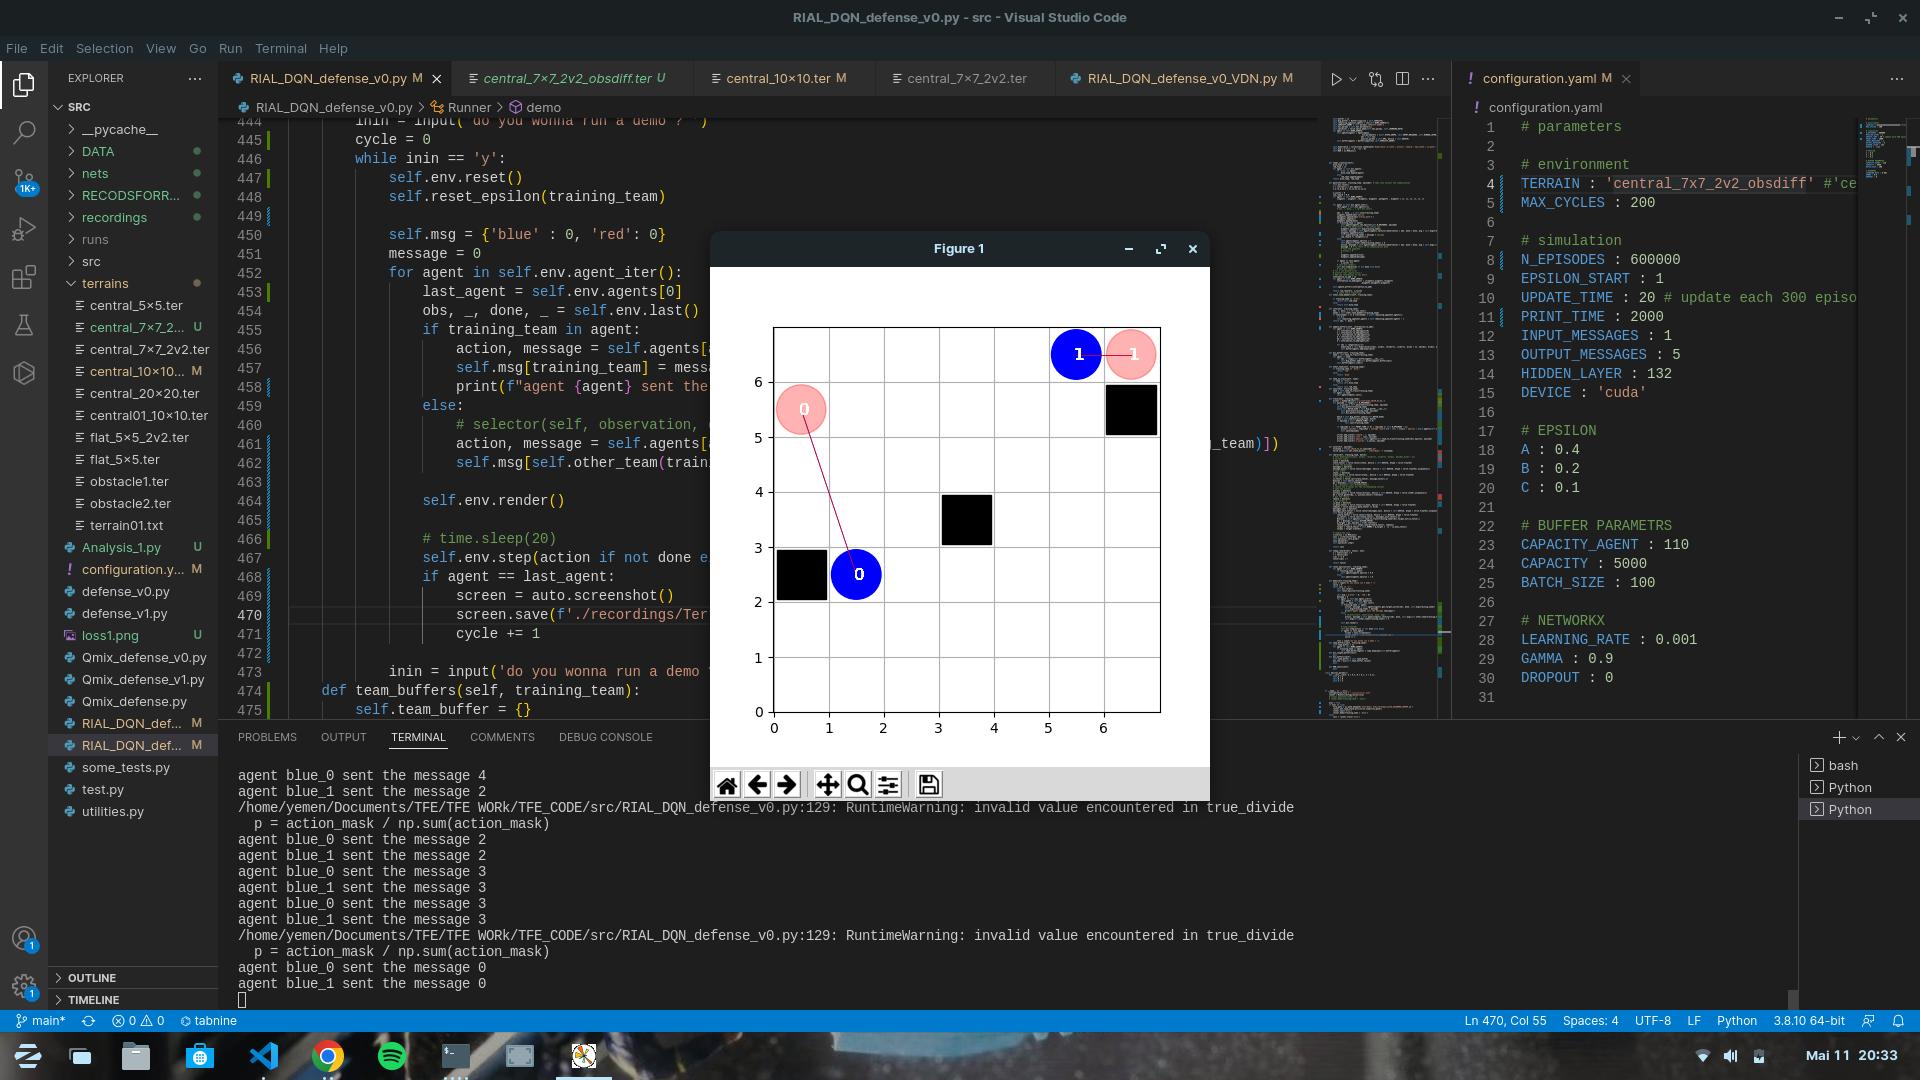 RIAL_DQN_defense_v0.py - src - Visual Studio Code
File Edit Selection View Go Run Terminal Help
EXPLORER
SRC
__pycache__
DATA
nets
RECODSFORR...
recordings
runs
src
terrains
central_5×5.ter
central_7×7_2... U
central_7×7_2v2.ter
central_10×10... M
central_20×20.ter
central01_10×10.ter
flat_5×5_2v2.ter
flat_5×5.ter
obstacle1.ter
obstacle2.ter
terrain01.txt
Analysis_1.py U
configuration.y... M
defense_v0.py
defense_v1.py
loss1.png U
Qmix_defense_v0.py
Qmix_defense_v1.py
Qmix_defense.py
RIAL_DQN_def... M
RIAL_DQN_def... M
some_tests.py
test.py
utilities.py
OUTLINE
TIMELINE
1K+
1
1
RIAL_DQN_defense_v0.py M central_7×7_2v2_obsdiff.ter U central_10×10.ter M central_7×7_2v2.ter RIAL_DQN_defense_v0_VDN.py M
RIAL_DQN_defense_v0.py > Runner > demo
444 inin = input('do you wonna run a demo ? ')
445 cycle = 0
446 while inin == 'y':
447 self.env.reset()
448 self.reset_epsilon(training_team)
449
450 self.msg = {'blue' : 0, 'red': 0}
451 message = 0
452 for agent in self.env.agent_iter():
453 last_agent = self.env.agents[0]
454 obs, _, done, _ = self.env.last()
455 if training_team in agent:
456 action, message = self.agents[
457 self.msg[training_team] = mess
458 print(f"agent {agent} sent the
459 else:
460 # selector(self, observation,
461 action, message = self.agents[ _team)])
462 self.msg[self.other_team(train
463
464 self.env.render()
465
466 # time.sleep(20)
467 self.env.step(action if not done e
468 if agent == last_agent:
469 screen = auto.screenshot()
470 screen.save(f'./recordings/Ter
471 cycle += 1
472
473 inin = input('do you wonna run a demo
474 def team_buffers(self, training_team):
475 self.team_buffer = {}
Figure 1
6
5
4
3
2
1
0
0 1 2 3 4 5 6
1 1
0
0
configuration.yaml M
configuration.yaml
1 # parameters
2
3 # environment
4 TERRAIN : 'central_7x7_2v2_obsdiff' #'ce
5 MAX_CYCLES : 200
6
7 # simulation
8 N_EPISODES : 600000
9 EPSILON_START : 1
10 UPDATE_TIME : 20 # update each 300 episo
11 PRINT_TIME : 2000
12 INPUT_MESSAGES : 1
13 OUTPUT_MESSAGES : 5
14 HIDDEN_LAYER : 132
15 DEVICE : 'cuda'
16
17 # EPSILON
18 A : 0.4
19 B : 0.2
20 C : 0.1
21
22 # BUFFER PARAMETRS
23 CAPACITY_AGENT : 110
24 CAPACITY : 5000
25 BATCH_SIZE : 100
26
27 # NETWORKX
28 LEARNING_RATE : 0.001
29 GAMMA : 0.9
30 DROPOUT : 0
31
PROBLEMS OUTPUT TERMINAL COMMENTS DEBUG CONSOLE
agent blue_0 sent the message 4
agent blue_1 sent the message 2
/home/yemen/Documents/TFE/TFE WORk/TFE_CODE/src/RIAL_DQN_defense_v0.py:129: RuntimeWarning: invalid value encountered in true_divide
p = action_mask / np.sum(action_mask)
agent blue_0 sent the message 2
agent blue_1 sent the message 2
agent blue_0 sent the message 3
agent blue_1 sent the message 3
agent blue_0 sent the message 3
agent blue_1 sent the message 3
/home/yemen/Documents/TFE/TFE WORk/TFE_CODE/src/RIAL_DQN_defense_v0.py:129: RuntimeWarning: invalid value encountered in true_divide
p = action_mask / np.sum(action_mask)
agent blue_0 sent the message 0
agent blue_1 sent the message 0
bash
Python
Python
main* 0 0 tabnine Ln 470, Col 55 Spaces: 4 UTF-8 LF Python 3.8.10 64-bit
Mai 11 20:33